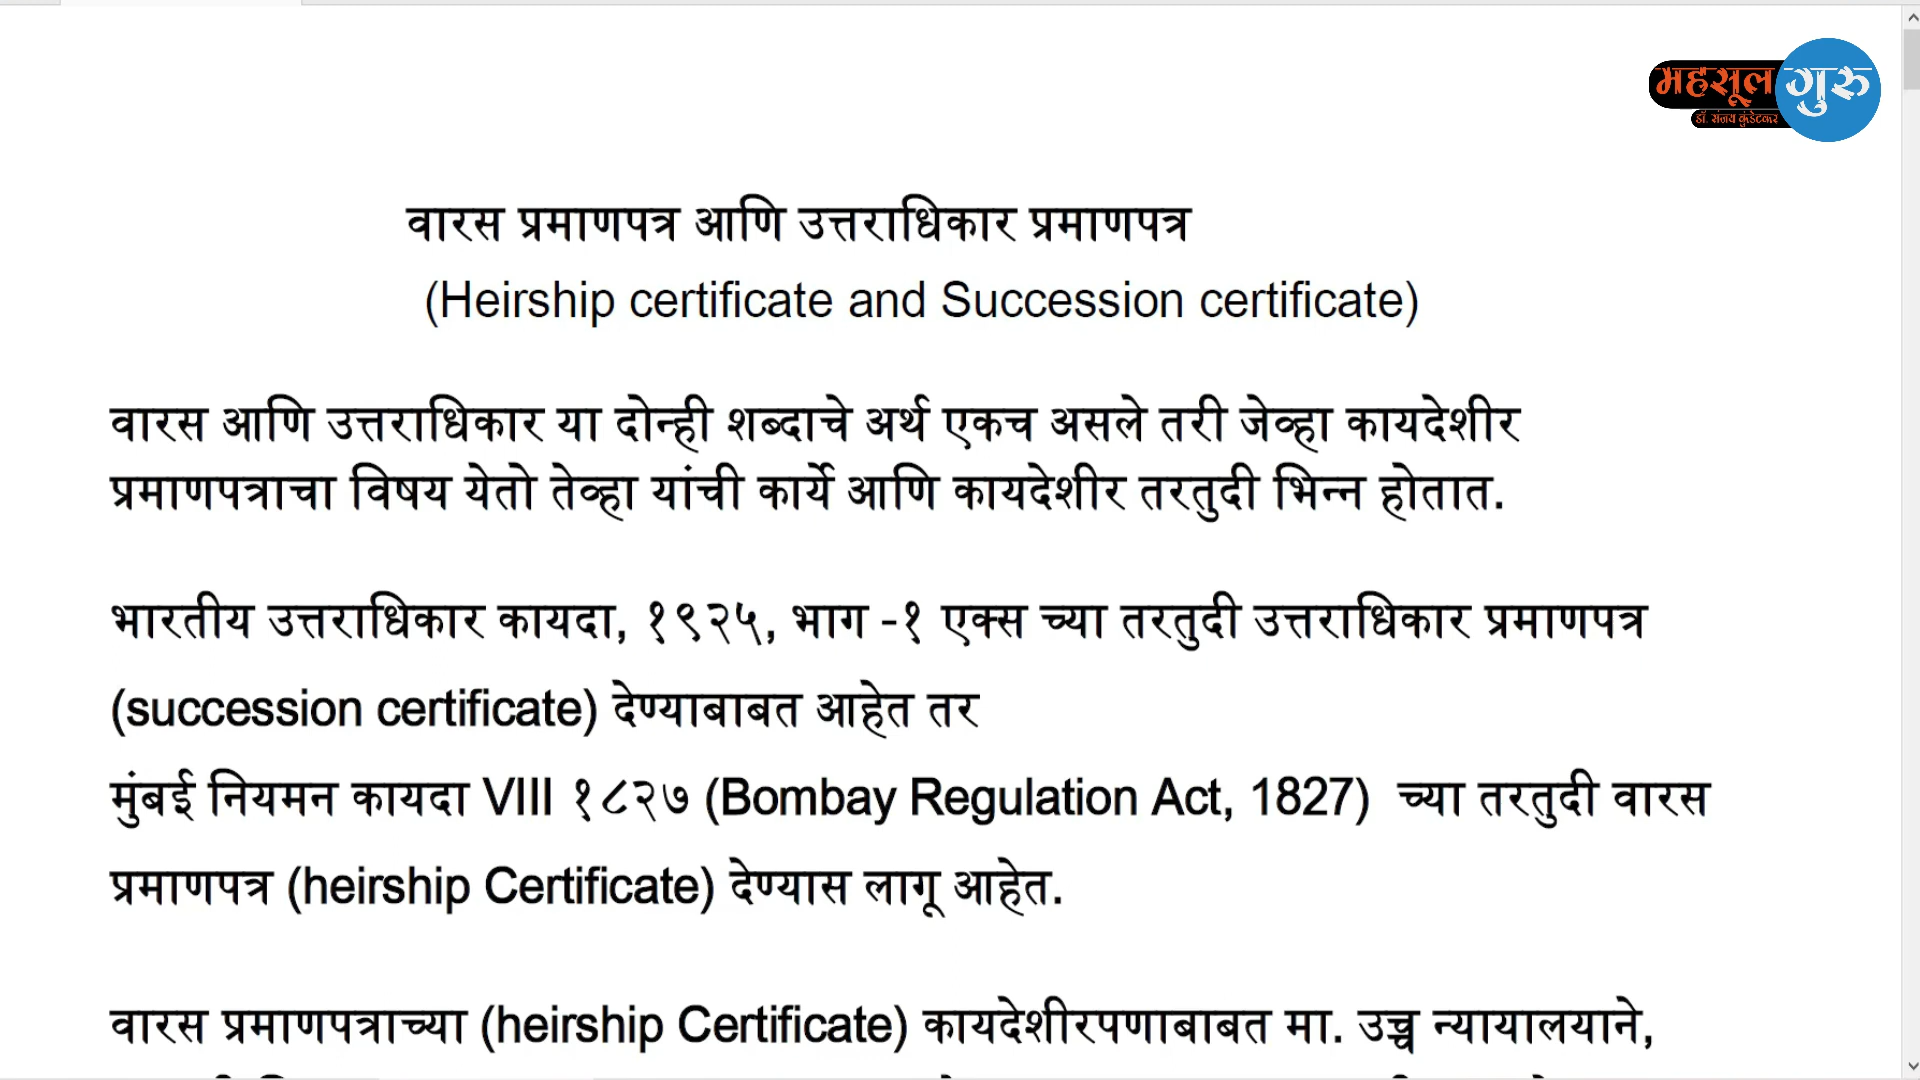 महसूल गुरु
डॉ. संजय कुंडेटकर
वारस प्रमाणपत्र आणि उत्तराधिकार प्रमाणपत्र
(Heirship certificate and Succession certificate)
वारस आणि उत्तराधिकार या दोन्ही शब्दाचे अर्थ एकच असले तरी जेव्हा कायदेशीर
प्रमाणपत्राचा विषय येतो तेव्हा यांची कार्ये आणि कायदेशीर तरतुदी भिन्न होतात.
भारतीय उत्तराधिकार कायदा, १९२५, भाग -१ एक्स च्या तरतुदी उत्तराधिकार प्रमाणपत्र
(succession certificate) देण्याबाबत आहेत तर
मुंबई नियमन कायदा VIII १८२७ (Bombay Regulation Act, 1827) च्या तरतुदी वारस
प्रमाणपत्र (heirship Certificate) देण्यास लागू आहेत.
वारस प्रमाणपत्राच्या (heirship Certificate) कायदेशीरपणाबाबत मा. उच्च न्यायालयाने,